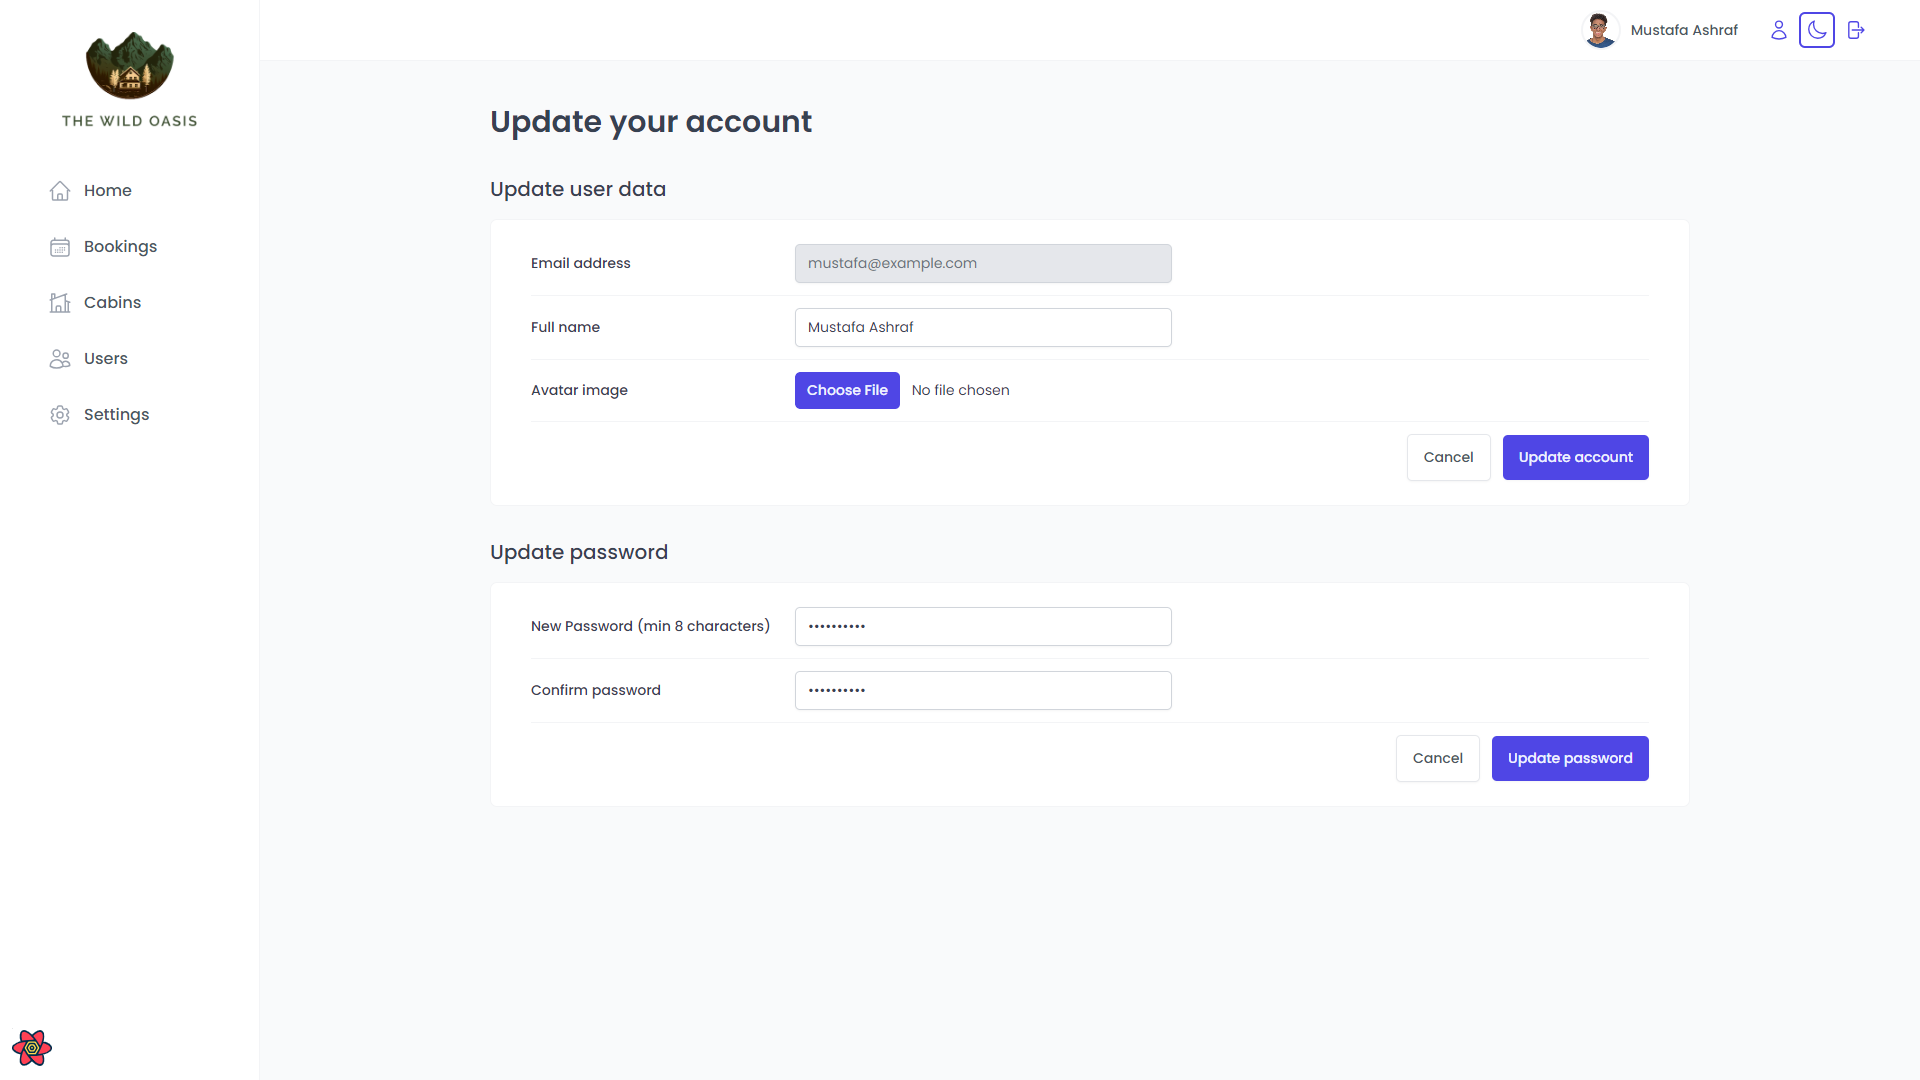 THE WILD OASIS
Home
Bookings
Cabins
Users
Settings
Mustafa Ashraf
Update your account
Update user data
Email address
mustafa@example.com
Full name
Mustafa Ashraf
Avatar image
Choose File No file chosen
Cancel
Update account
Update password
New Password (min 8 characters)
••••••••••
Confirm password
••••••••••
Cancel
Update password